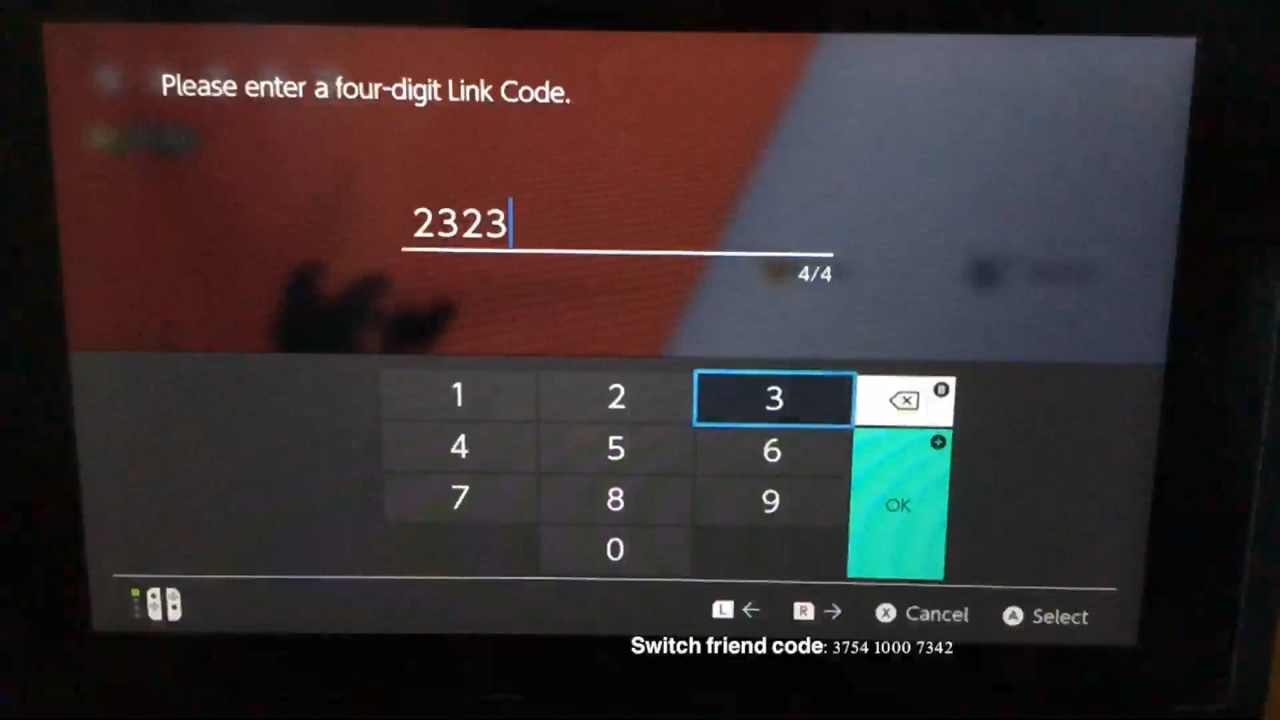 Please enter a four-digit Link Code.
2323
4/4
1 2 3
4 5 6
7 8 9 OK
0
L ← R → X Cancel A Select
Switch friend code: 3754 1000 7342